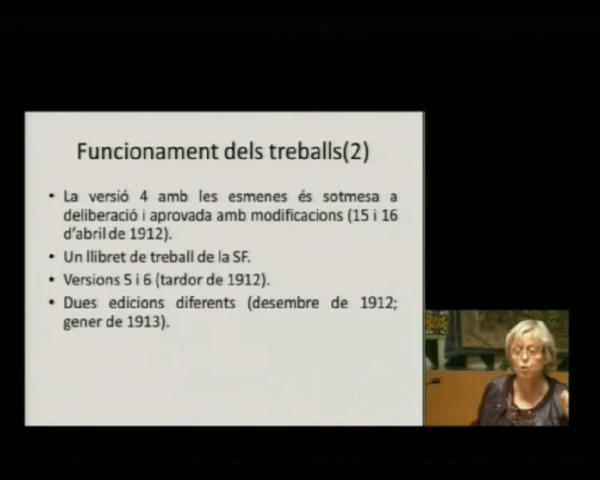 Funcionament dels treballs(2)
• La versió 4 amb les esmenes és sotmesa a
deliberació i aprovada amb modificacions (15 i 16
d'abril de 1912).
• Un llibret de treball de la SF.
• Versions 5 i 6 (tardor de 1912).
• Dues edicions diferents (desembre de 1912;
gener de 1913).